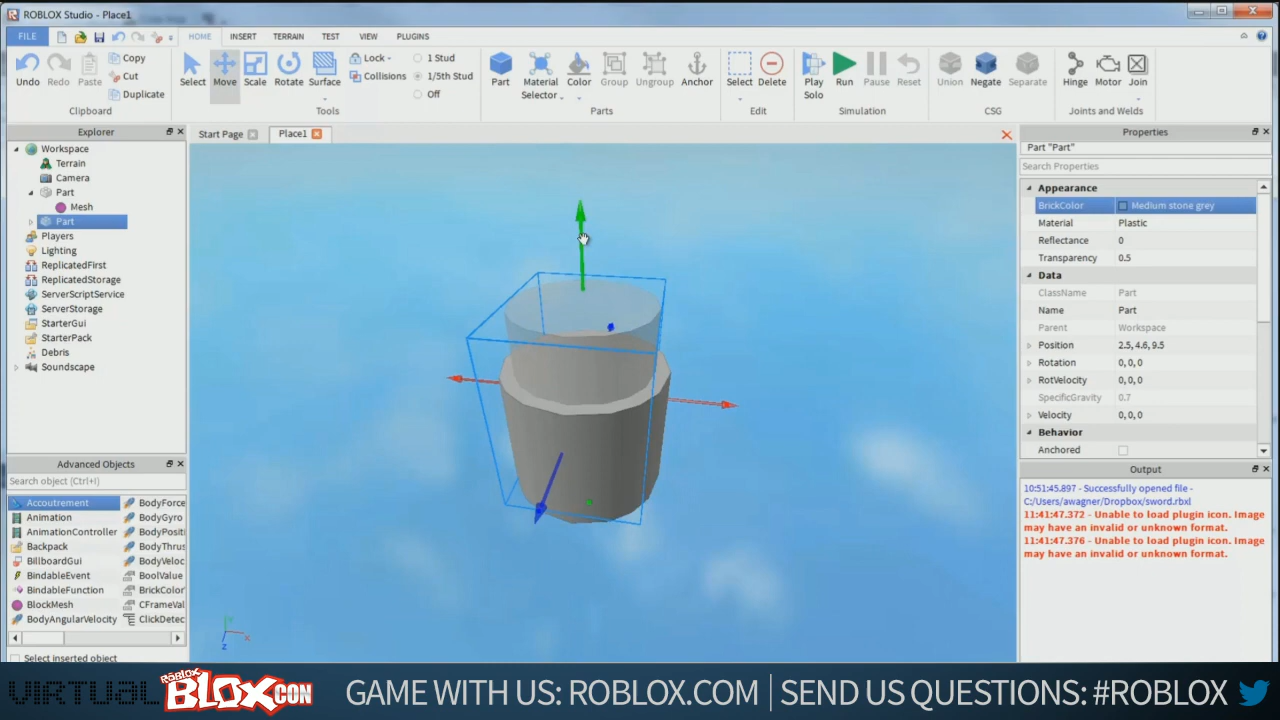 ROBLOX Studio - Place1
FILE
HOME
INSERT
TERRAIN
TEST
VIEW
PLUGINS
Undo
Redo
Paste
Copy
Cut
Duplicate
Clipboard
Select
Move
Scale
Rotate
Surface
Lock
Collisions
1 Stud
1/5th Stud
Off
Tools
Part
Material
Selector
Color
Group
Ungroup
Anchor
Parts
Select
Delete
Edit
Play
Solo
Run
Pause
Reset
Simulation
Union
Negate
Separate
CSG
Hinge
Motor
Join
Joints and Welds
Explorer
Workspace
Terrain
Camera
Part
Mesh
Part
Players
Lighting
ReplicatedFirst
ReplicatedStorage
ServerScriptService
ServerStorage
StarterGui
StarterPack
Debris
Soundscape
Advanced Objects
Search object (Ctrl+I)
Accoutrement
BodyForce
Animation
BodyGyro
AnimationController
BodyPositi
Backpack
BodyThrus
BillboardGui
BodyVeloc
BindableEvent
BoolValue
BindableFunction
BrickColor
BlockMesh
CFrameVal
BodyAngularVelocity
ClickDetec
Select inserted object
Start Page
Place1
Y
X
Z
Properties
Part "Part"
Search Properties
Appearance
BrickColor Medium stone grey
Material Plastic
Reflectance 0
Transparency 0.5
Data
ClassName Part
Name Part
Parent Workspace
Position 2.5, 4.6, 9.5
Rotation 0, 0, 0
RotVelocity 0, 0, 0
SpecificGravity 0.7
Velocity 0, 0, 0
Behavior
Anchored
Output
10:51:45.897 - Successfully opened file -
C:/Users/awagner/Dropbox/sword.rbxl
11:41:47.372 - Unable to load plugin icon. Image
may have an invalid or unknown format.
11:41:47.376 - Unable to load plugin icon. Image
may have an invalid or unknown format.
VIRTUAL ROBLOX BLOXCON
GAME WITH US: ROBLOX.COM | SEND US QUESTIONS: #ROBLOX